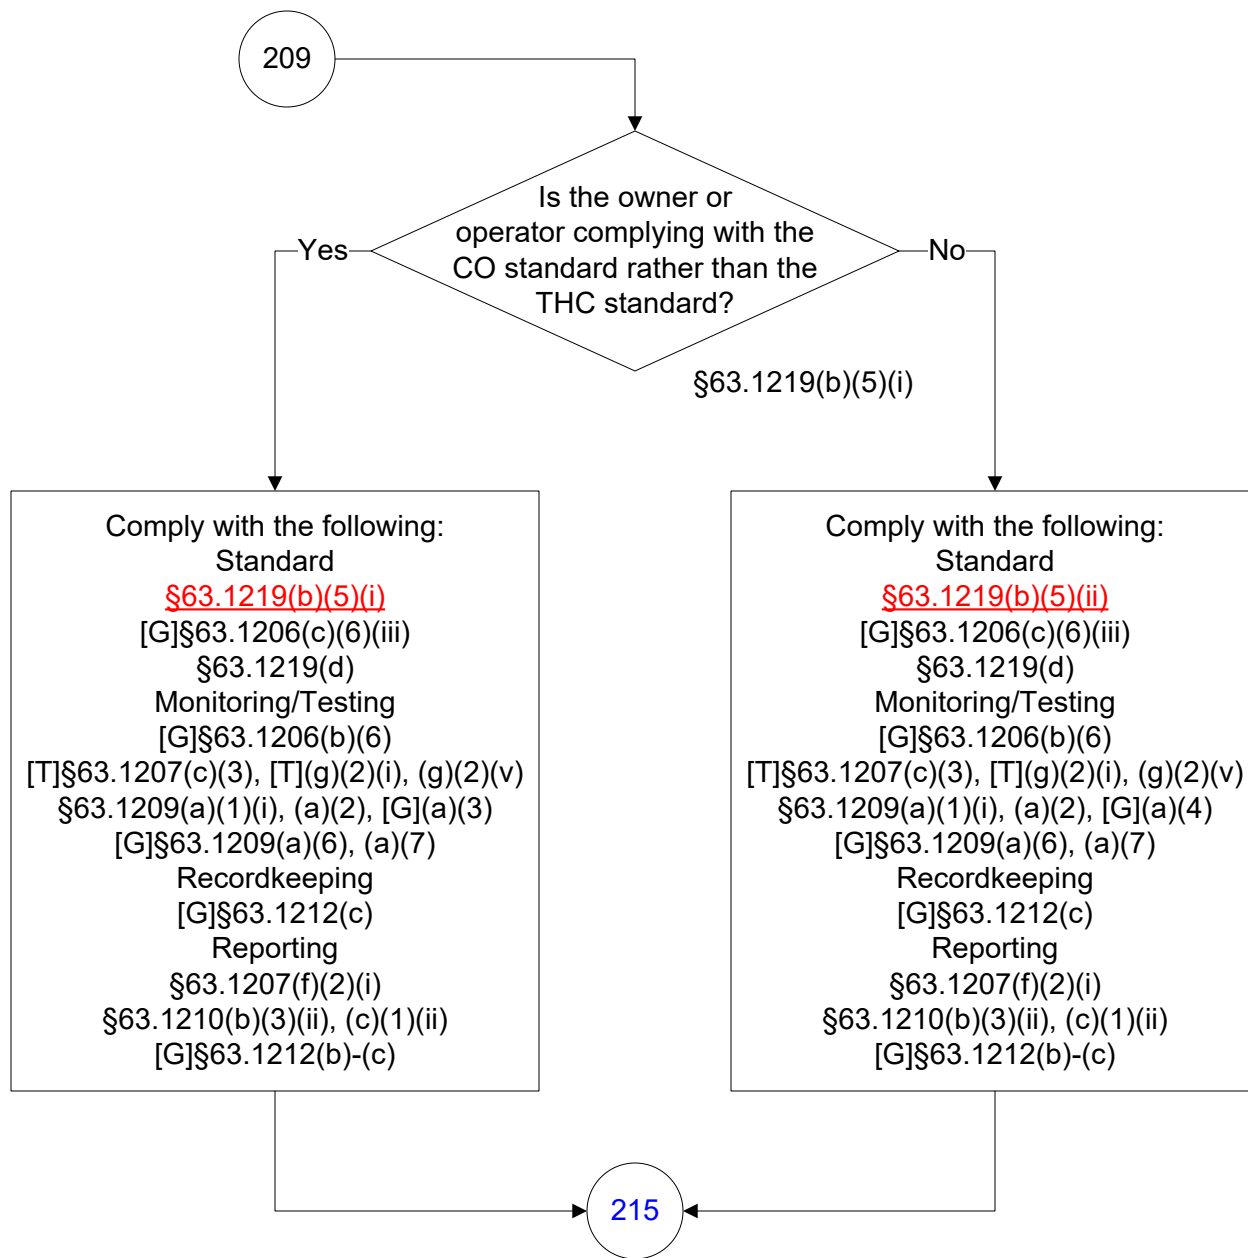 209
Is the owner or
operator complying with the
CO standard rather than the
THC standard?
Yes
No
§63.1219(b)(5)(i)
Comply with the following:
Standard
§63.1219(b)(5)(i)
[G]§63.1206(c)(6)(iii)
§63.1219(d)
Monitoring/Testing
[G]§63.1206(b)(6)
[T]§63.1207(c)(3), [T](g)(2)(i), (g)(2)(v)
§63.1209(a)(1)(i), (a)(2), [G](a)(3)
[G]§63.1209(a)(6), (a)(7)
Recordkeeping
[G]§63.1212(c)
Reporting
§63.1207(f)(2)(i)
§63.1210(b)(3)(ii), (c)(1)(ii)
[G]§63.1212(b)-(c)
Comply with the following:
Standard
§63.1219(b)(5)(ii)
[G]§63.1206(c)(6)(iii)
§63.1219(d)
Monitoring/Testing
[G]§63.1206(b)(6)
[T]§63.1207(c)(3), [T](g)(2)(i), (g)(2)(v)
§63.1209(a)(1)(i), (a)(2), [G](a)(4)
[G]§63.1209(a)(6), (a)(7)
Recordkeeping
[G]§63.1212(c)
Reporting
§63.1207(f)(2)(i)
§63.1210(b)(3)(ii), (c)(1)(ii)
[G]§63.1212(b)-(c)
215